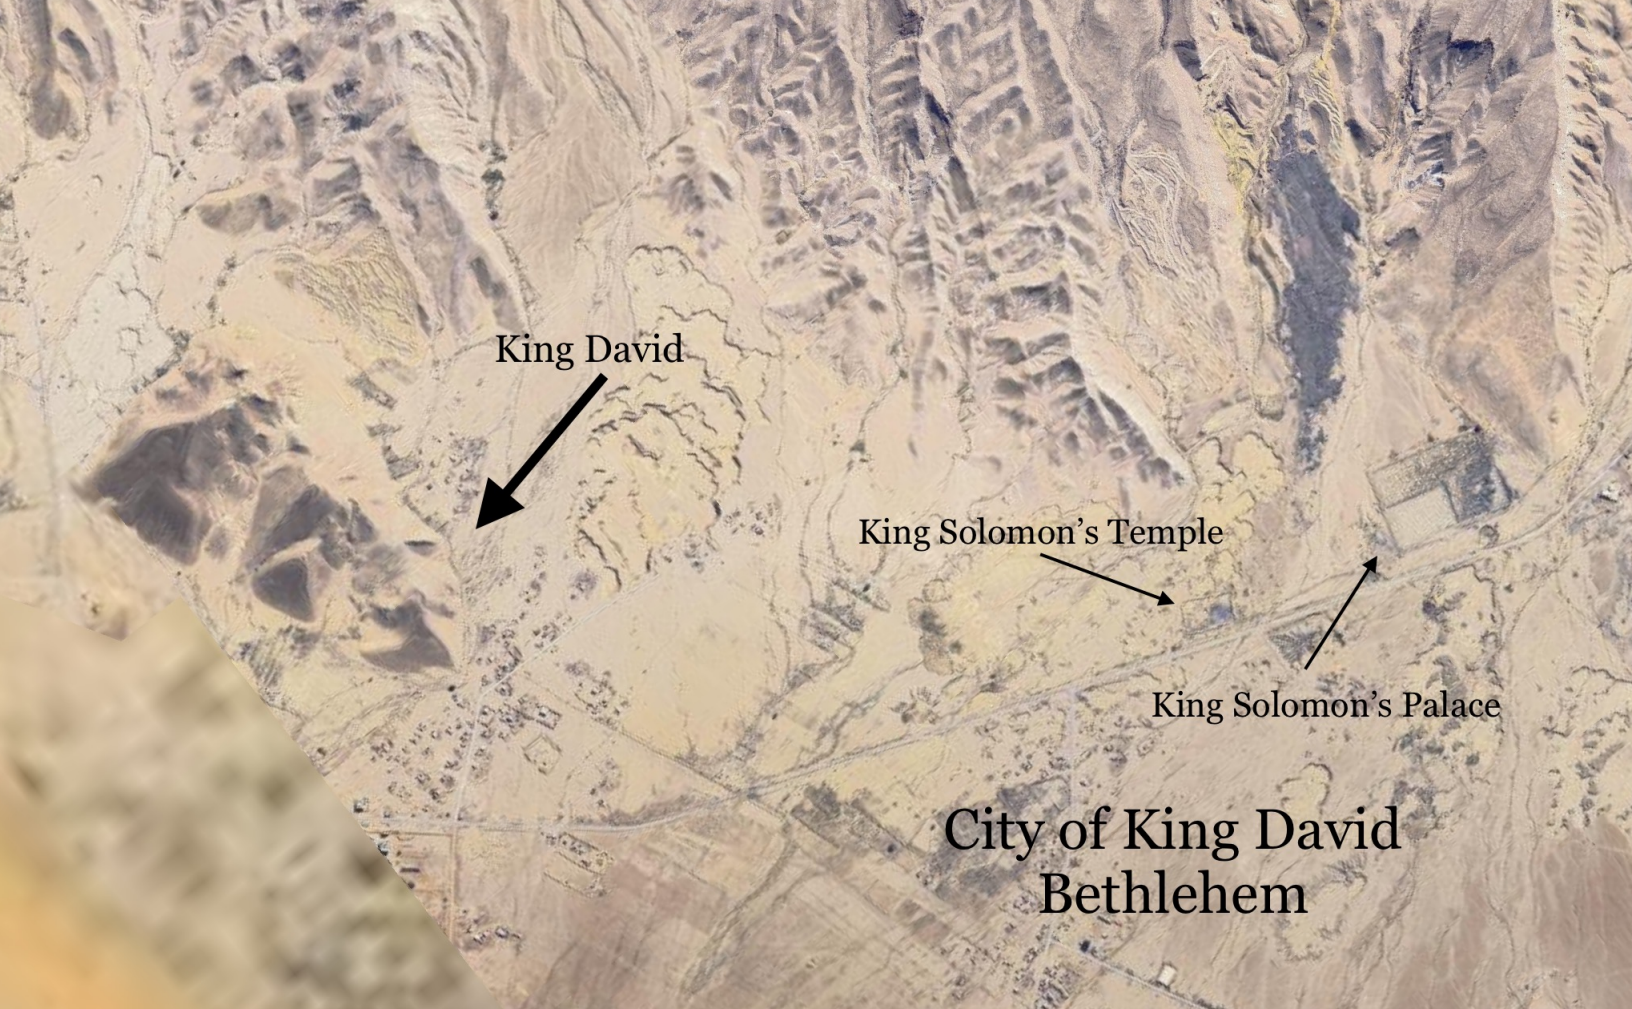 King David
King Solomon's Temple
King Solomon's Palace
City of King David
Bethlehem